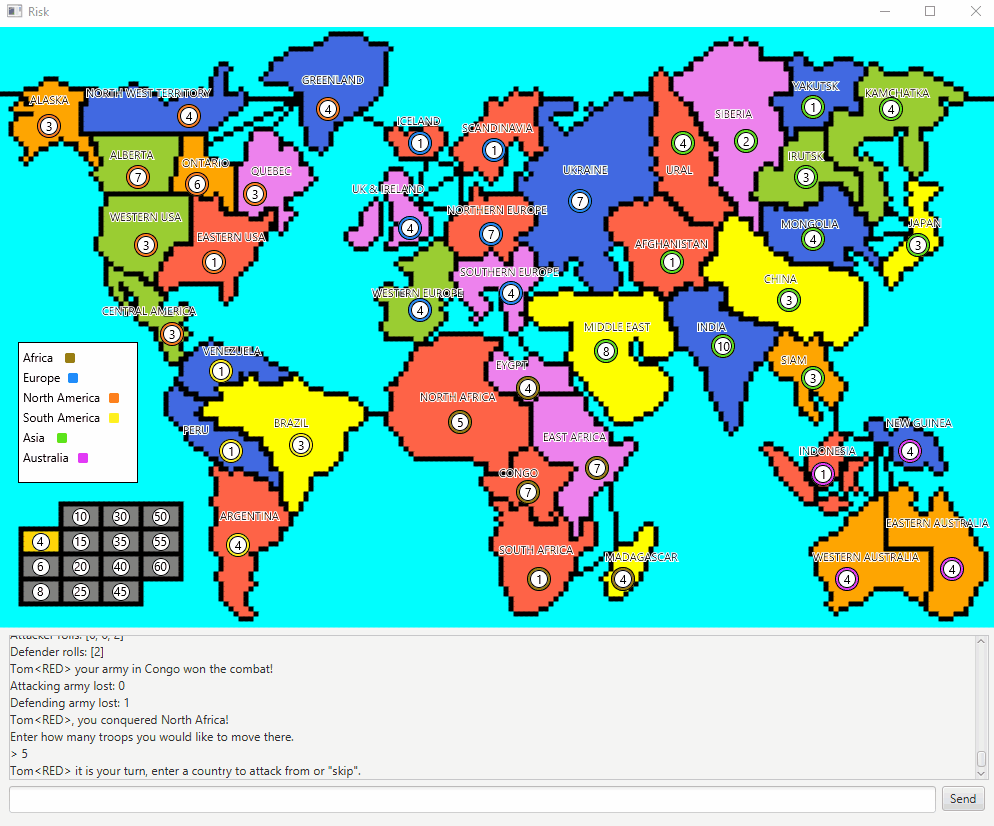 Risk
GREENLAND
4
NORTH WEST TERRITORY
4
ALASKA
3
YAKUTSK
1
KAMCHATKA
4
SIBERIA
2
ICELAND
1
SCANDINAVIA
1
ALBERTA
7
ONTARIO
6
QUEBEC
3
UKRAINE
7
URAL
4
IRUTSK
3
UK & IRELAND
4
WESTERN USA
3
EASTERN USA
1
NORTHERN EUROPE
7
MONGOLIA
4
JAPAN
3
AFGHANISTAN
1
SOUTHERN EUROPE
4
WESTERN EUROPE
4
CHINA
3
CENTRAL AMERICA
3
MIDDLE EAST
8
INDIA
10
SIAM
3
VENEZUELA
1
EYGPT
4
NORTH AFRICA
5
BRAZIL
3
PERU
1
EAST AFRICA
7
CONGO
7
NEW GUINEA
4
INDONESIA
1
ARGENTINA
4
SOUTH AFRICA
1
MADAGASCAR
4
WESTERN AUSTRALIA
4
EASTERN AUSTRALIA
4
Africa
Europe
North America
South America
Asia
Australia
10 30 50
4 15 35 55
6 20 40 60
8 25 45
Defender rolls: [2]
Tom<RED> your army in Congo won the combat!
Attacking army lost: 0
Defending army lost: 1
Tom<RED>, you conquered North Africa!
Enter how many troops you would like to move there.
> 5
Tom<RED> it is your turn, enter a country to attack from or "skip".
Send